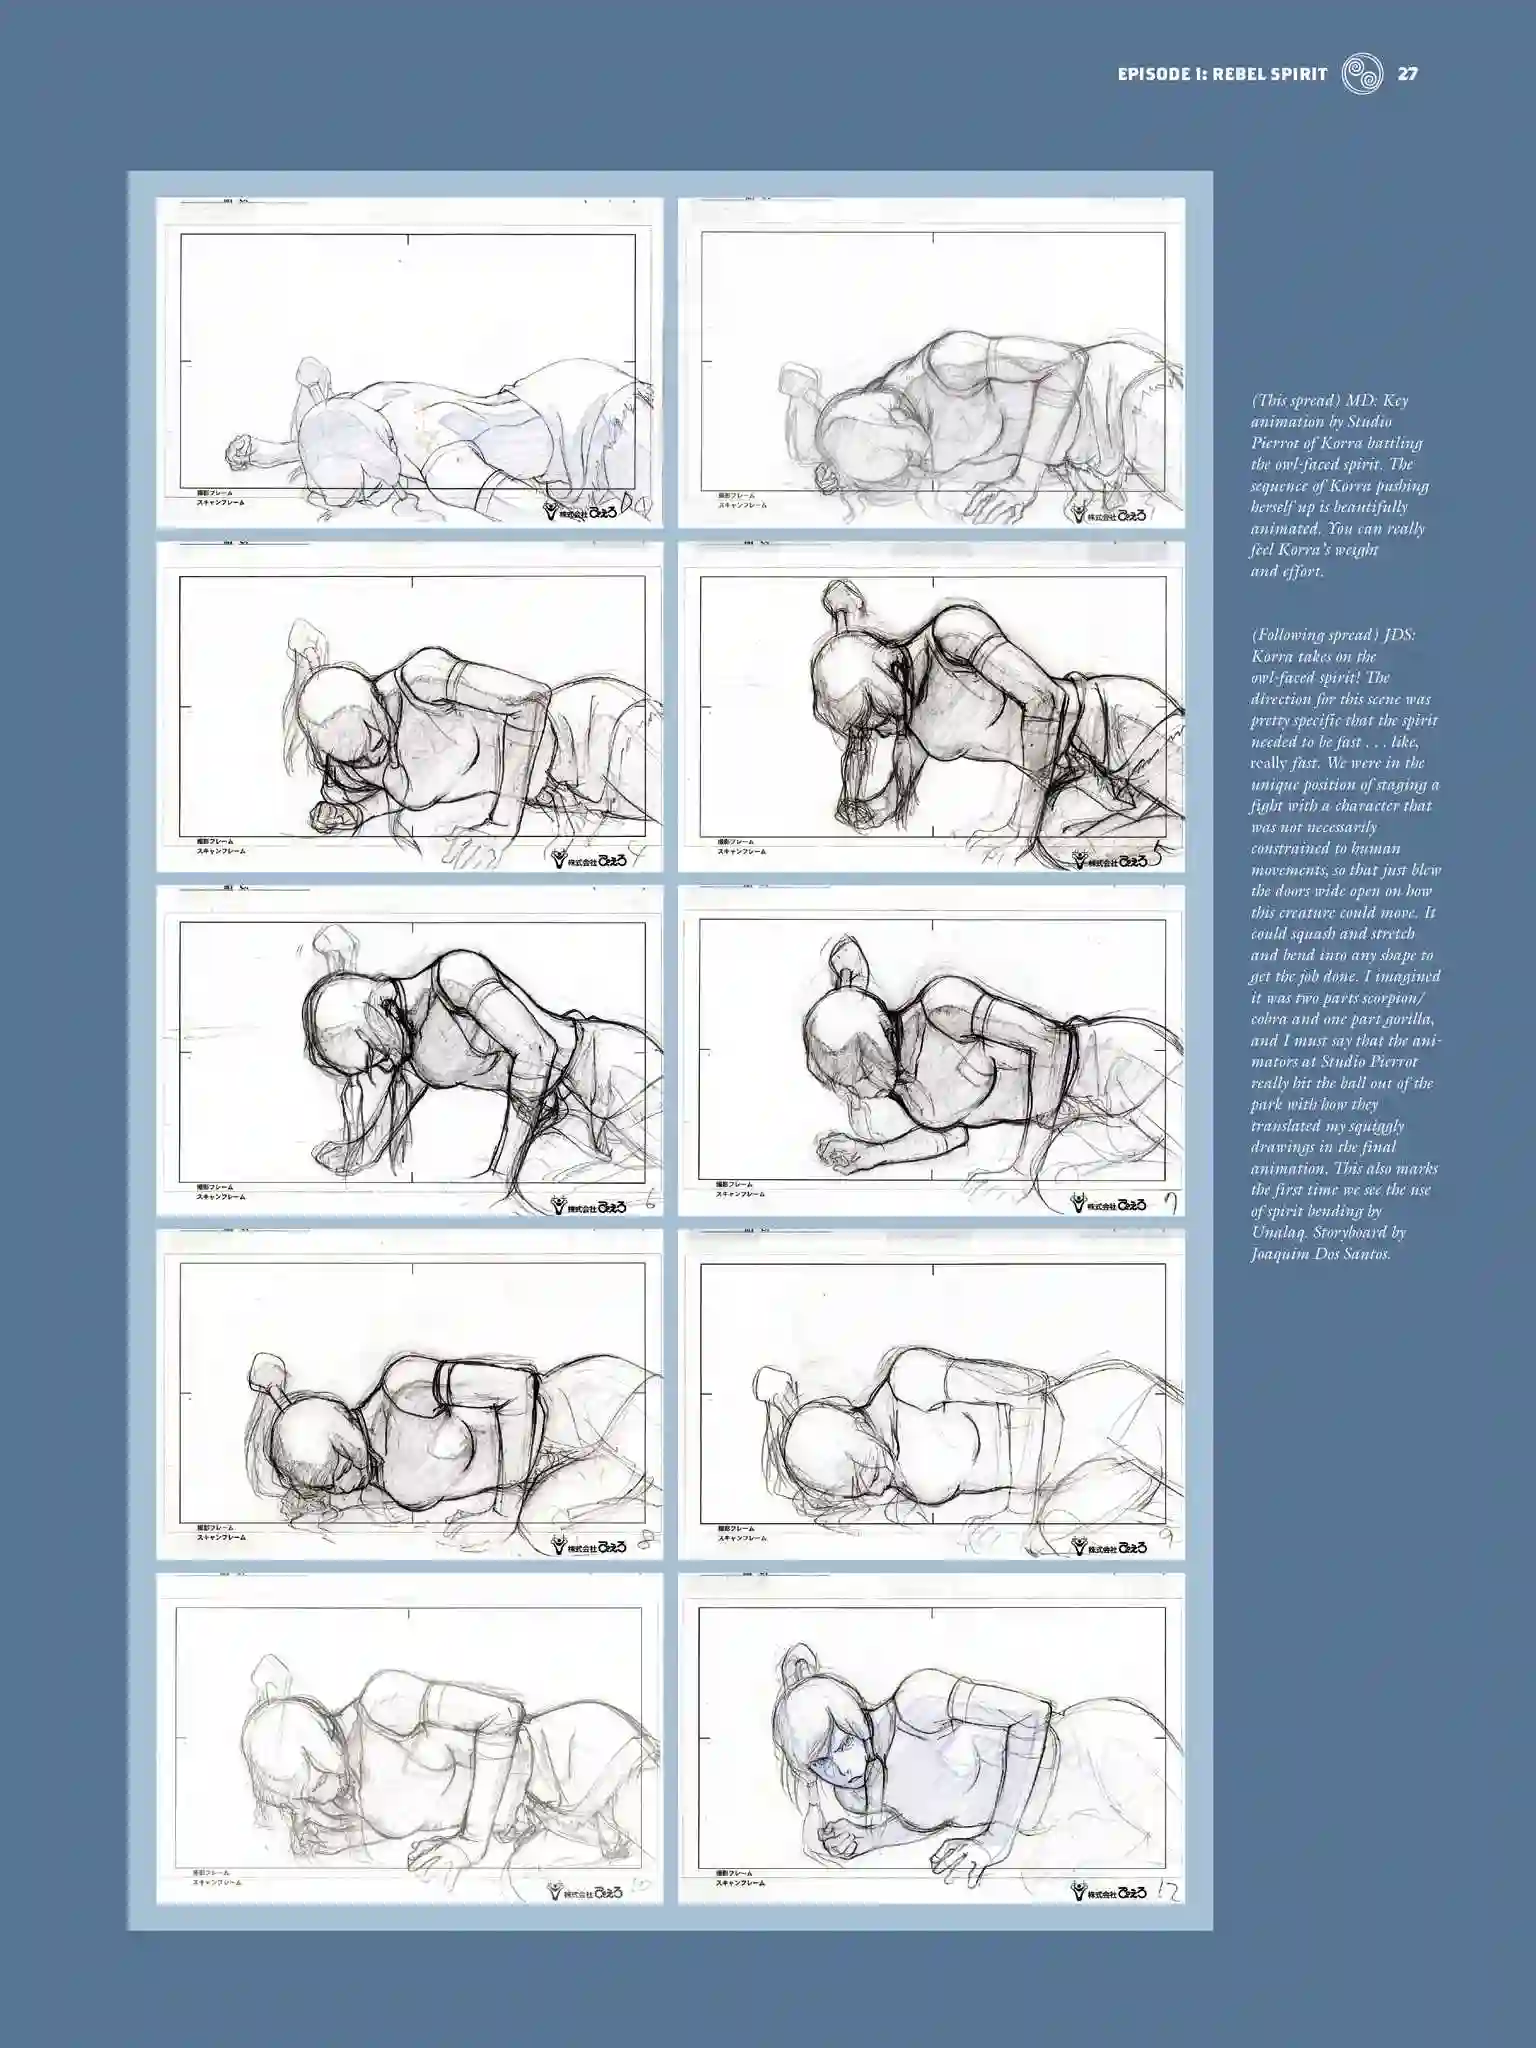 EPISODE 1: REBEL SPIRIT 27
(This spread) MD: Key
animation by Studio
Pierrot of Korra battling
the owl-faced spirit. The
sequence of Korra pushing
herself up is beautifully
animated. You can really
feel Korra's weight
and effort.
(Following spread) JDS:
Korra takes on the
owl-faced spirit! The
direction for this scene was
pretty specific that the spirit
needed to be fast . . . like,
really fast. We were in the
unique position of staging a
fight with a character that
was not necessarily
constrained to human
movements, so that just blew
the doors wide open on how
this creature could move. It
could squash and stretch
and bend into any shape to
get the job done. I imagined
it was two parts scorpion/
cobra and one part gorilla,
and I must say that the ani-
mators at Studio Pierrot
really hit the ball out of the
park with how they
translated my squiggly
drawings in the final
animation. This also marks
the first time we see the use
of spirit bending by
Unalaq. Storyboard by
Joaquim Dos Santos.
撮影フレーム
スキャンフレーム
株式会社ぴえろ
撮影フレーム
スキャンフレーム
株式会社ぴえろ
撮影フレーム
スキャンフレーム
株式会社ぴえろ 4
撮影フレーム
スキャンフレーム
株式会社ぴえろ 5
撮影フレーム
スキャンフレーム
株式会社ぴえろ 6
撮影フレーム
スキャンフレーム
株式会社ぴえろ 7
撮影フレーム
スキャンフレーム
株式会社ぴえろ 8
撮影フレーム
スキャンフレーム
株式会社ぴえろ 9
撮影フレーム
スキャンフレーム
株式会社ぴえろ 10
撮影フレーム
スキャンフレーム
株式会社ぴえろ 12